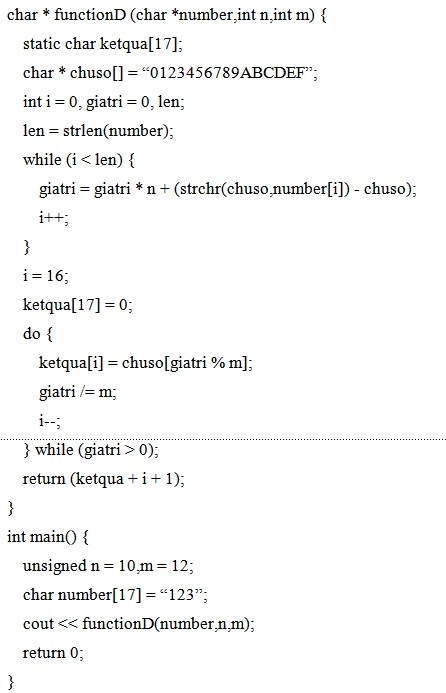 char * functionD (char *number,int n,int m) {
static char ketqua[17];
char * chuso[] = “0123456789ABCDEF”;
int i = 0, giatri = 0, len;
len = strlen(number);
while (i < len) {
giatri = giatri * n + (strchr(chuso,number[i]) - chuso);
i++;
}
i = 16;
ketqua[17] = 0;
do {
ketqua[i] = chuso[giatri % m];
giatri /= m;
i--;
} while (giatri > 0);
return (ketqua + i + 1);
}
int main() {
unsigned n = 10,m = 12;
char number[17] = “123”;
cout << functionD(number,n,m);
return 0;
}